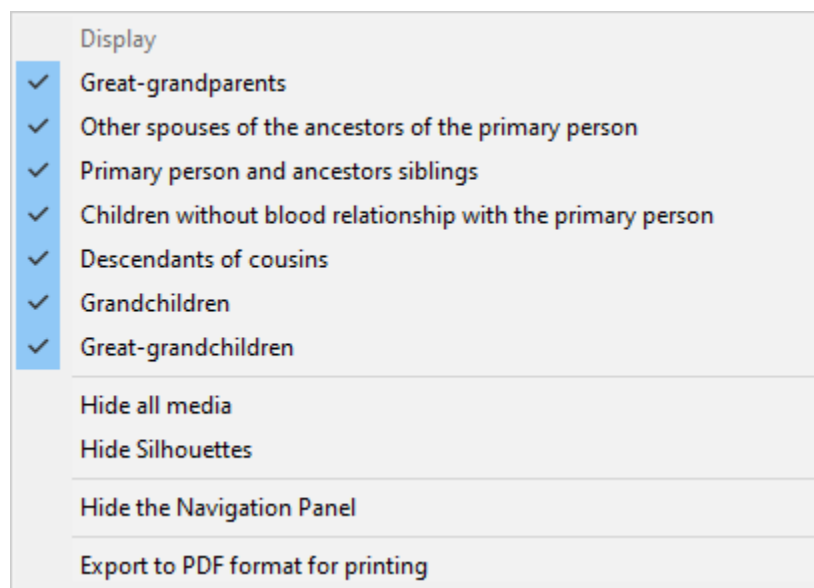 Display
Great-grandparents
Other spouses of the ancestors of the primary person
Primary person and ancestors siblings
Children without blood relationship with the primary person
Descendants of cousins
Grandchildren
Great-grandchildren
Hide all media
Hide Silhouettes
Hide the Navigation Panel
Export to PDF format for printing